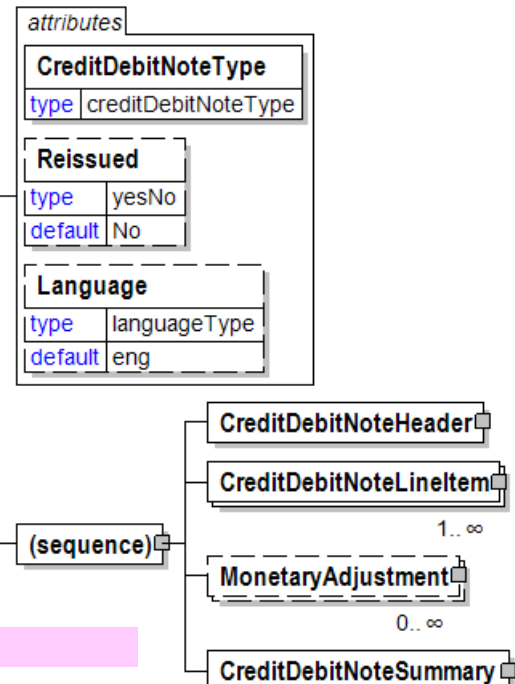 attributes
CreditDebitNoteType
type creditDebitNoteType
Reissued
type yesNo
default No
Language
type languageType
default eng
CreditDebitNoteHeader
CreditDebitNoteLineItem
1..∞
(sequence)
MonetaryAdjustment
0..∞
CreditDebitNoteSummary